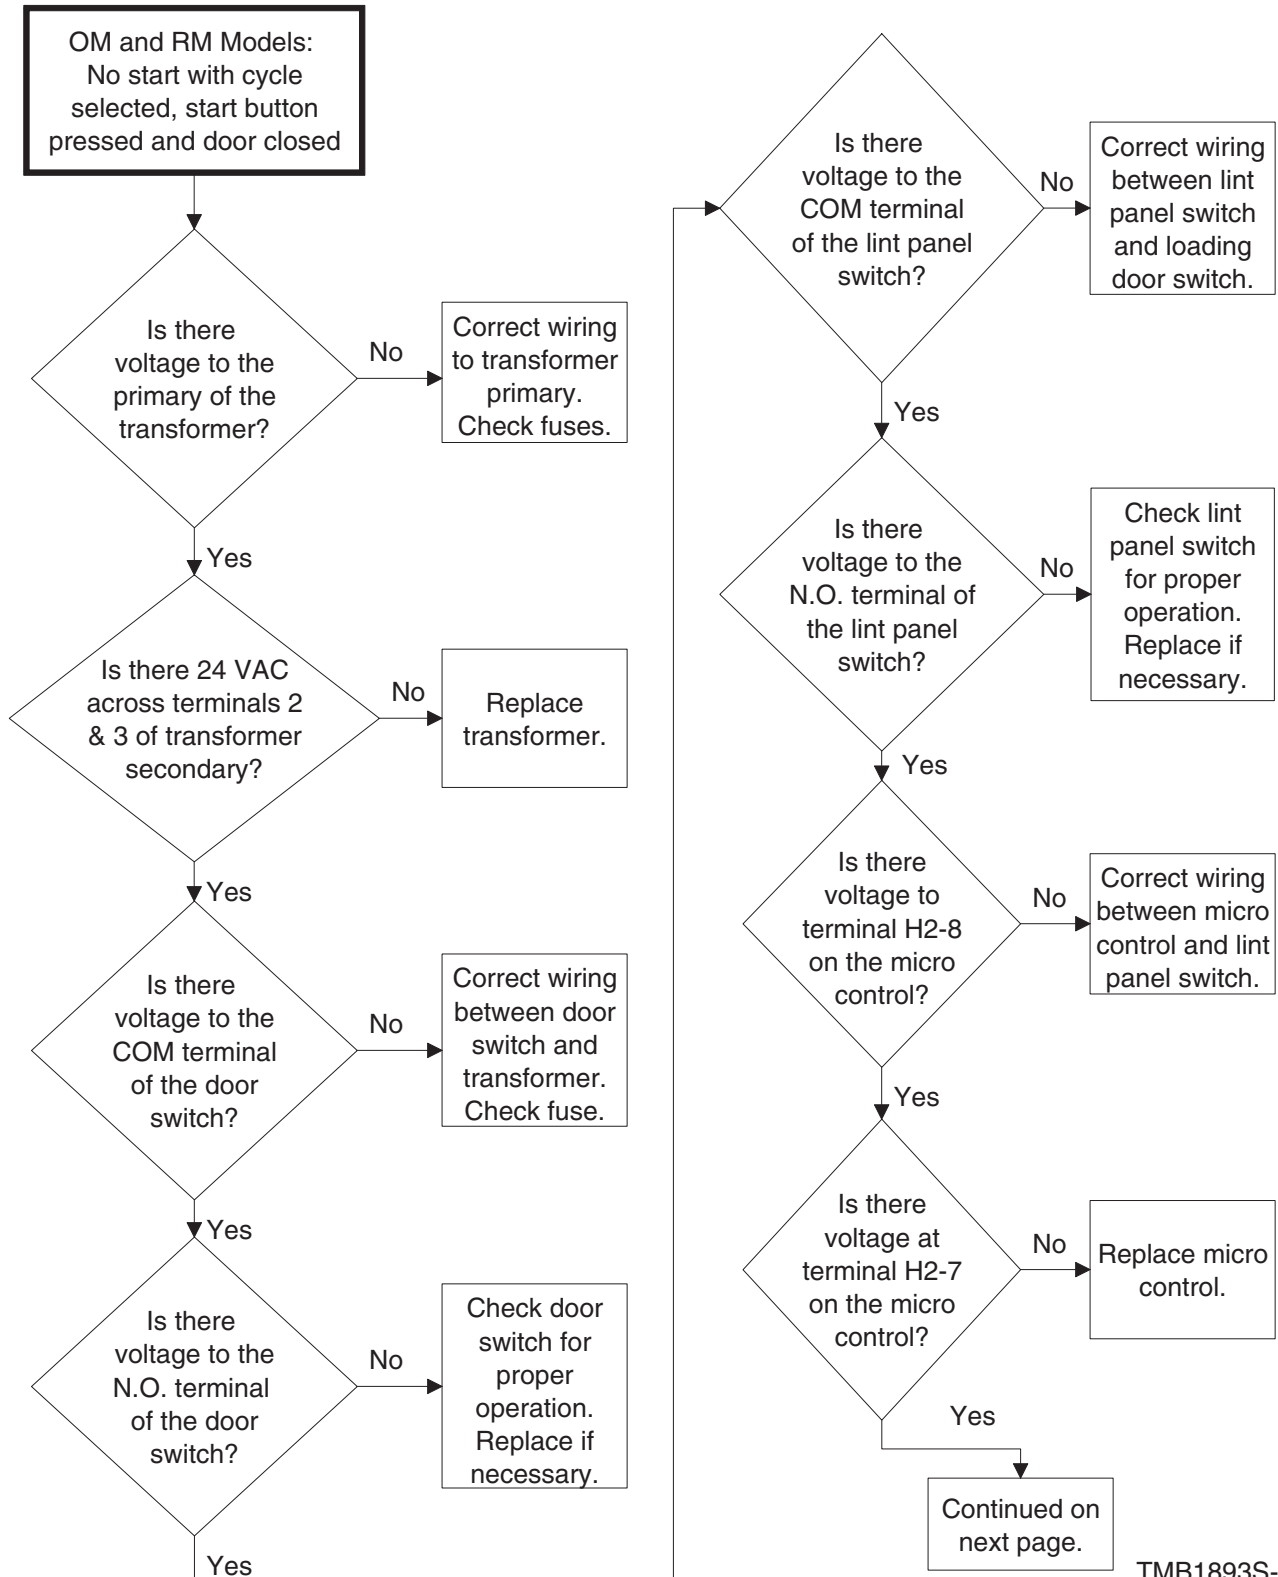 OM and RM Models:
No start with cycle
selected, start button
pressed and door closed
Is there
voltage to the
primary of the
transformer?
No
Correct wiring
to transformer
primary.
Check fuses.
Yes
Is there 24 VAC
across terminals 2
& 3 of transformer
secondary?
No
Replace
transformer.
Yes
Is there
voltage to the
COM terminal
of the door
switch?
No
Correct wiring
between door
switch and
transformer.
Check fuse.
Yes
Is there
voltage to the
N.O. terminal
of the door
switch?
No
Check door
switch for
proper
operation.
Replace if
necessary.
Yes
Is there
voltage to the
COM terminal
of the lint panel
switch?
No
Correct wiring
between lint
panel switch
and loading
door switch.
Yes
Is there
voltage to the
N.O. terminal of
the lint panel
switch?
No
Check lint
panel switch
for proper
operation.
Replace if
necessary.
Yes
Is there
voltage to
terminal H2-8
on the micro
control?
No
Correct wiring
between micro
control and lint
panel switch.
Yes
Is there
voltage at
terminal H2-7
on the micro
control?
No
Replace micro
control.
Yes
Continued on
next page.
TMB1893S-